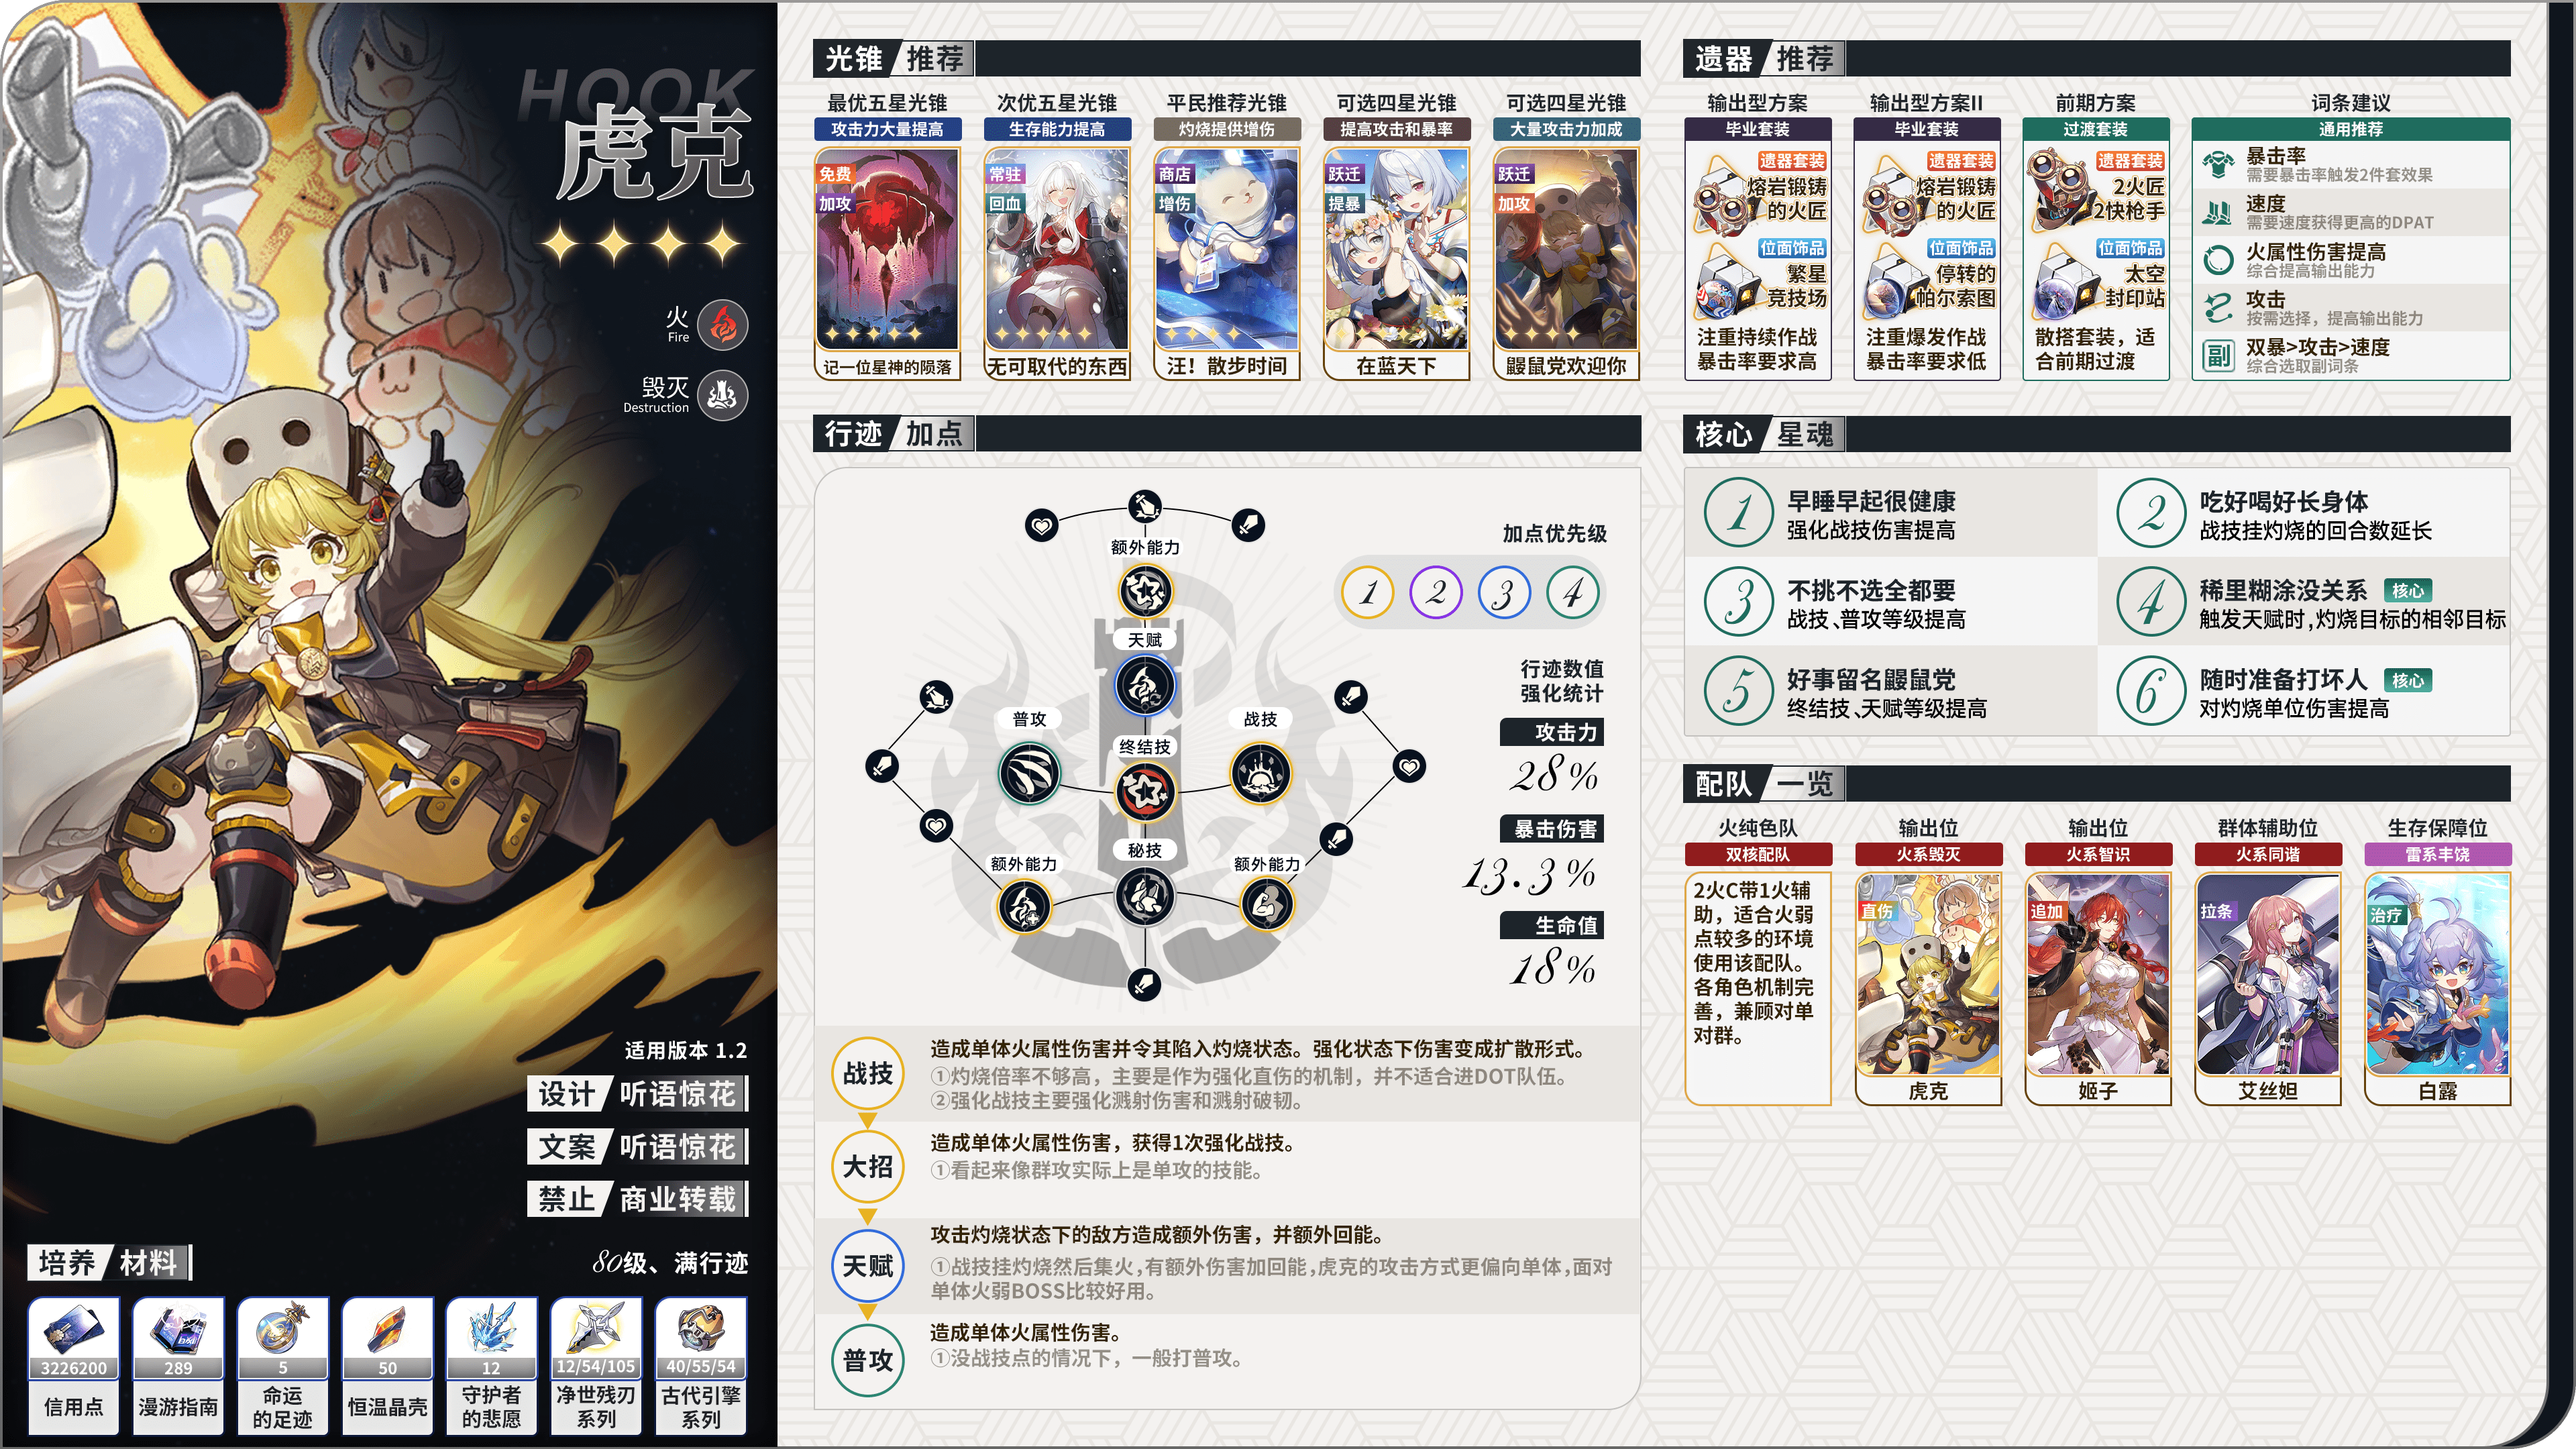 HOOK
虎克
火
Fire
毁灭
Destruction
适用版本 1.2
设计 听语惊花
文案 听语惊花
禁止 商业转载
培养 材料
80级、满行迹
3226200
信用点
289
漫游指南
5
命运
的足迹
50
恒温晶壳
12
守护者
的悲愿
12/54/105
净世残刃
系列
40/55/54
古代引擎
系列
光锥 推荐
最优五星光锥
攻击力大量提高
免费
加攻
记一位星神的陨落
次优五星光锥
生存能力提高
常驻
回血
无可取代的东西
平民推荐光锥
灼烧提供增伤
商店
增伤
汪！散步时间
可选四星光锥
提高攻击和暴率
跃迁
提暴
在蓝天下
可选四星光锥
大量攻击力加成
跃迁
加攻
鼹鼠党欢迎你
行迹 加点
额外能力
天赋
普攻
终结技
战技
额外能力
秘技
额外能力
加点优先级
1 2 3 4
行迹数值
强化统计
攻击力
28%
暴击伤害
13.3%
生命值
18%
战技
造成单体火属性伤害并令其陷入灼烧状态。强化状态下伤害变成扩散形式。
①灼烧倍率不够高，主要是作为强化直伤的机制，并不适合进DOT队伍。
②强化战技主要强化溅射伤害和溅射破韧。
大招
造成单体火属性伤害，获得1次强化战技。
①看起来像群攻实际上是单攻的技能。
天赋
攻击灼烧状态下的敌方造成额外伤害，并额外回能。
①战技挂灼烧然后集火,有额外伤害加回能,虎克的攻击方式更偏向单体,面对
单体火弱BOSS比较好用。
普攻
造成单体火属性伤害。
①没战技点的情况下，一般打普攻。
遗器 推荐
输出型方案
毕业套装
遗器套装
熔岩锻铸
的火匠
位面饰品
繁星
竞技场
注重持续作战
暴击率要求高
输出型方案II
毕业套装
遗器套装
熔岩锻铸
的火匠
位面饰品
停转的
帕尔索图
注重爆发作战
暴击率要求低
前期方案
过渡套装
遗器套装
2火匠
2快枪手
位面饰品
太空
封印站
散搭套装，适
合前期过渡
词条建议
通用推荐
暴击率
需要暴击率触发2件套效果
速度
需要速度获得更高的DPAT
火属性伤害提高
综合提高输出能力
攻击
按需选择，提高输出能力
副
双暴>攻击>速度
综合选取副词条
核心 星魂
1
早睡早起很健康
强化战技伤害提高
2
吃好喝好长身体
战技挂灼烧的回合数延长
3
不挑不选全都要
战技、普攻等级提高
4
稀里糊涂没关系 核心
触发天赋时,灼烧目标的相邻目标
5
好事留名鼹鼠党
终结技、天赋等级提高
6
随时准备打坏人 核心
对灼烧单位伤害提高
配队 一览
火纯色队
双核配队
2火C带1火辅
助，适合火弱
点较多的环境
使用该配队。
各角色机制完
善，兼顾对单
对群。
输出位
火系毁灭
直伤
虎克
输出位
火系智识
追加
姬子
群体辅助位
火系同谐
拉条
艾丝妲
生存保障位
雷系丰饶
治疗
白露